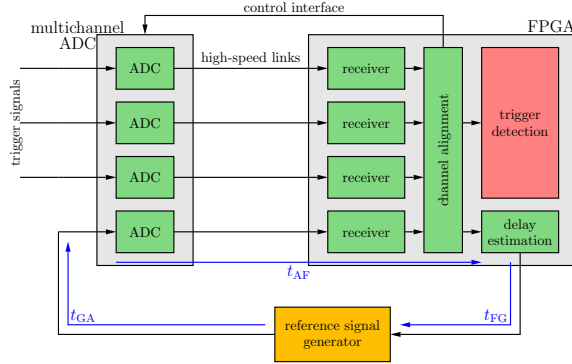 control interface
multichannel
ADC
FPGA
high-speed links
ADC
receiver
ADC
receiver
ADC
receiver
ADC
receiver
trigger signals
channel alignment
trigger
detection
delay
estimation
tAF
tGA
tFG
reference signal
generator